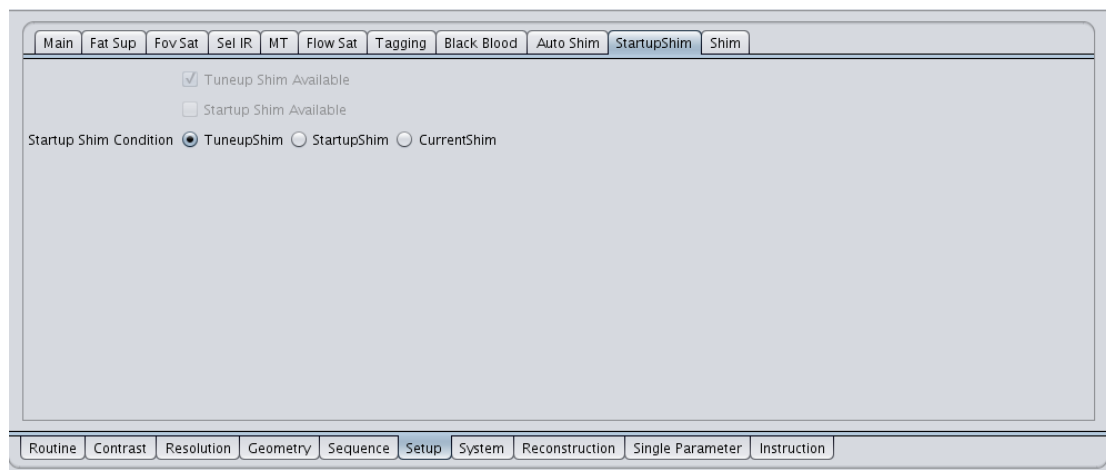 Main Fat Sup Fov Sat Sel IR MT Flow Sat Tagging Black Blood Auto Shim StartupShim Shim
Tuneup Shim Available
Startup Shim Available
Startup Shim Condition TuneupShim StartupShim CurrentShim
Routine Contrast Resolution Geometry Sequence Setup System Reconstruction Single Parameter Instruction